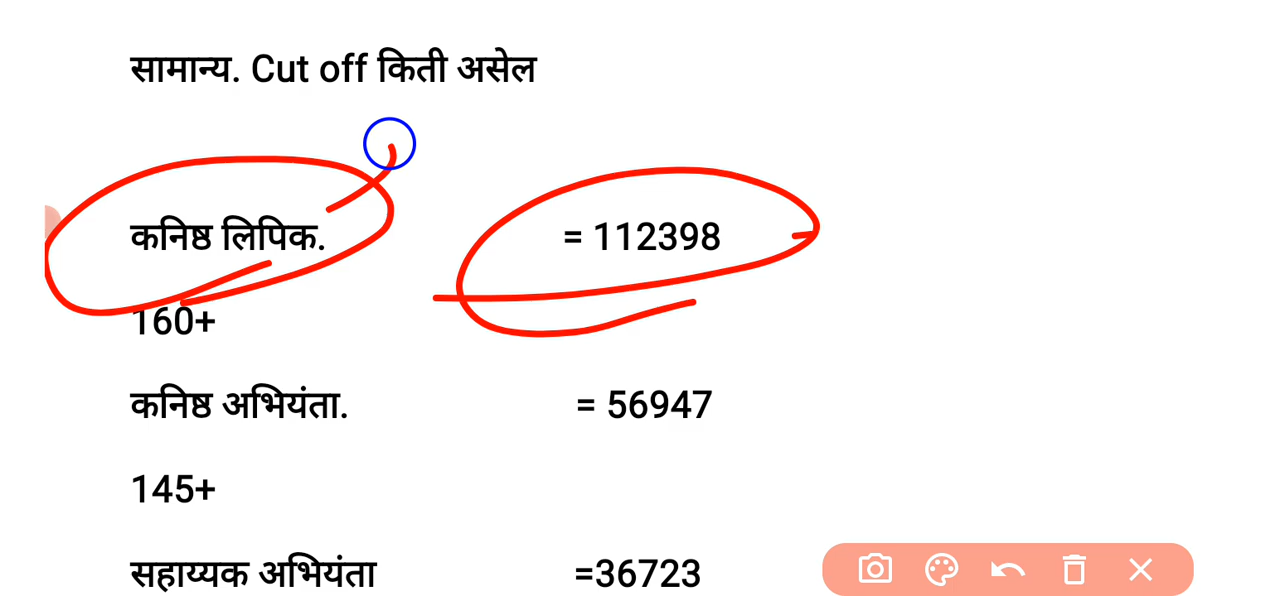 सामान्य. Cut off किती असेल
कनिष्ठ लिपिक. = 112398
160+
कनिष्ठ अभियंता. = 56947
145+
सहाय्यक अभियंता =36723